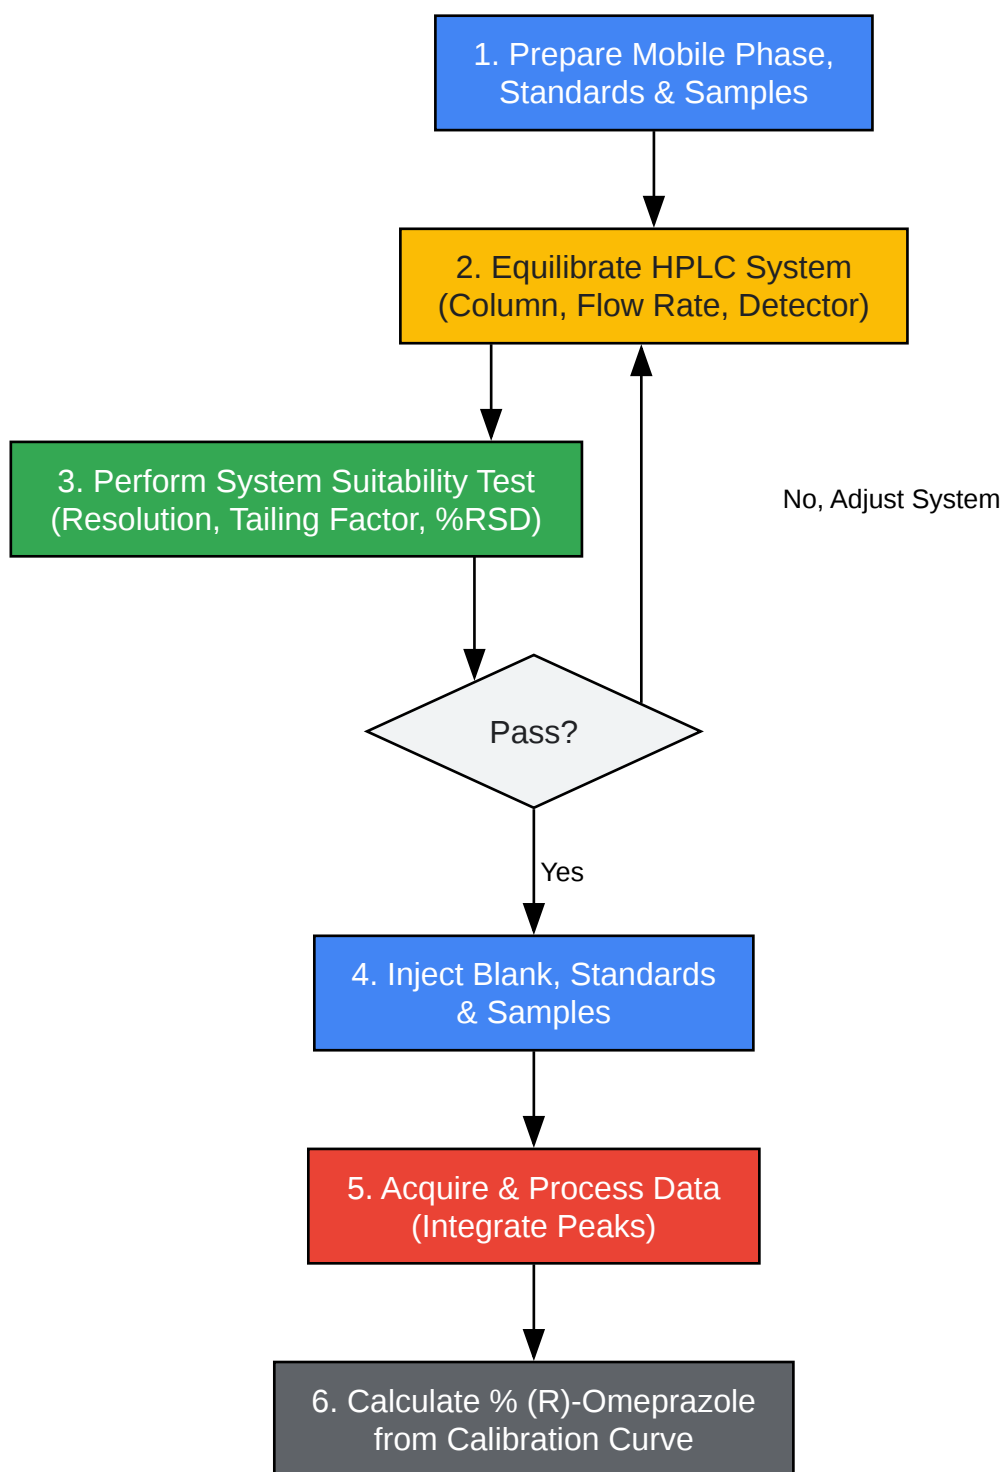 1. Prepare Mobile Phase,
Standards & Samples
2. Equilibrate HPLC System
(Column, Flow Rate, Detector)
3. Perform System Suitability Test
(Resolution, Tailing Factor, %RSD)
No, Adjust System
Pass?
Yes
4. Inject Blank, Standards
& Samples
5. Acquire & Process Data
(Integrate Peaks)
6. Calculate % (R)-Omeprazole
from Calibration Curve